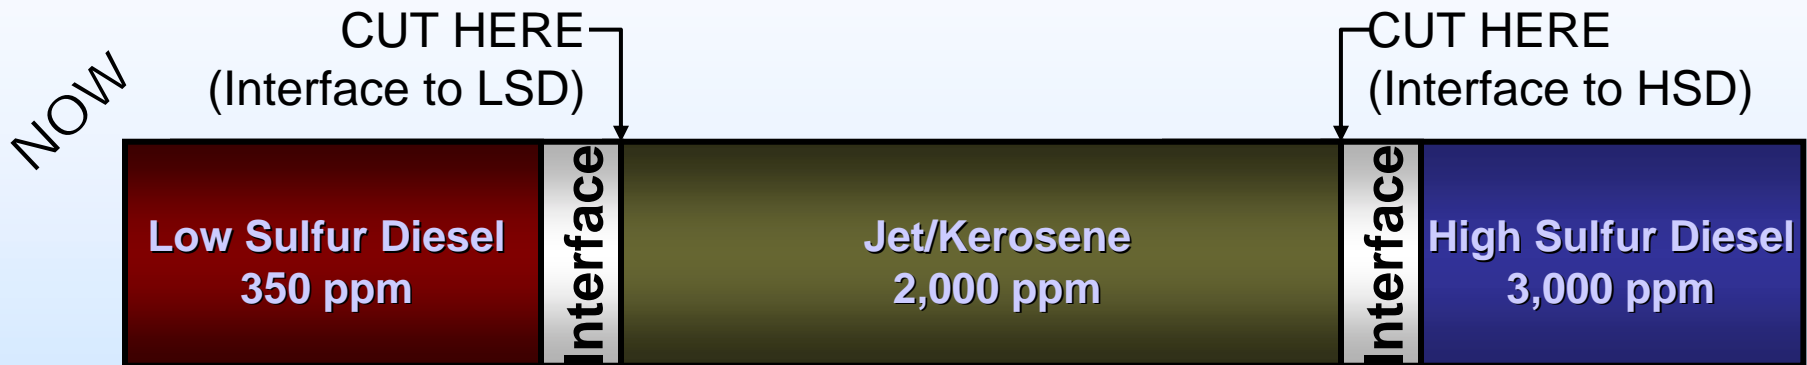 NOW
CUT HERE
(Interface to LSD)
CUT HERE
(Interface to HSD)
Low Sulfur Diesel
350 ppm
Interface
Jet/Kerosene
2,000 ppm
Interface
High Sulfur Diesel
3,000 ppm